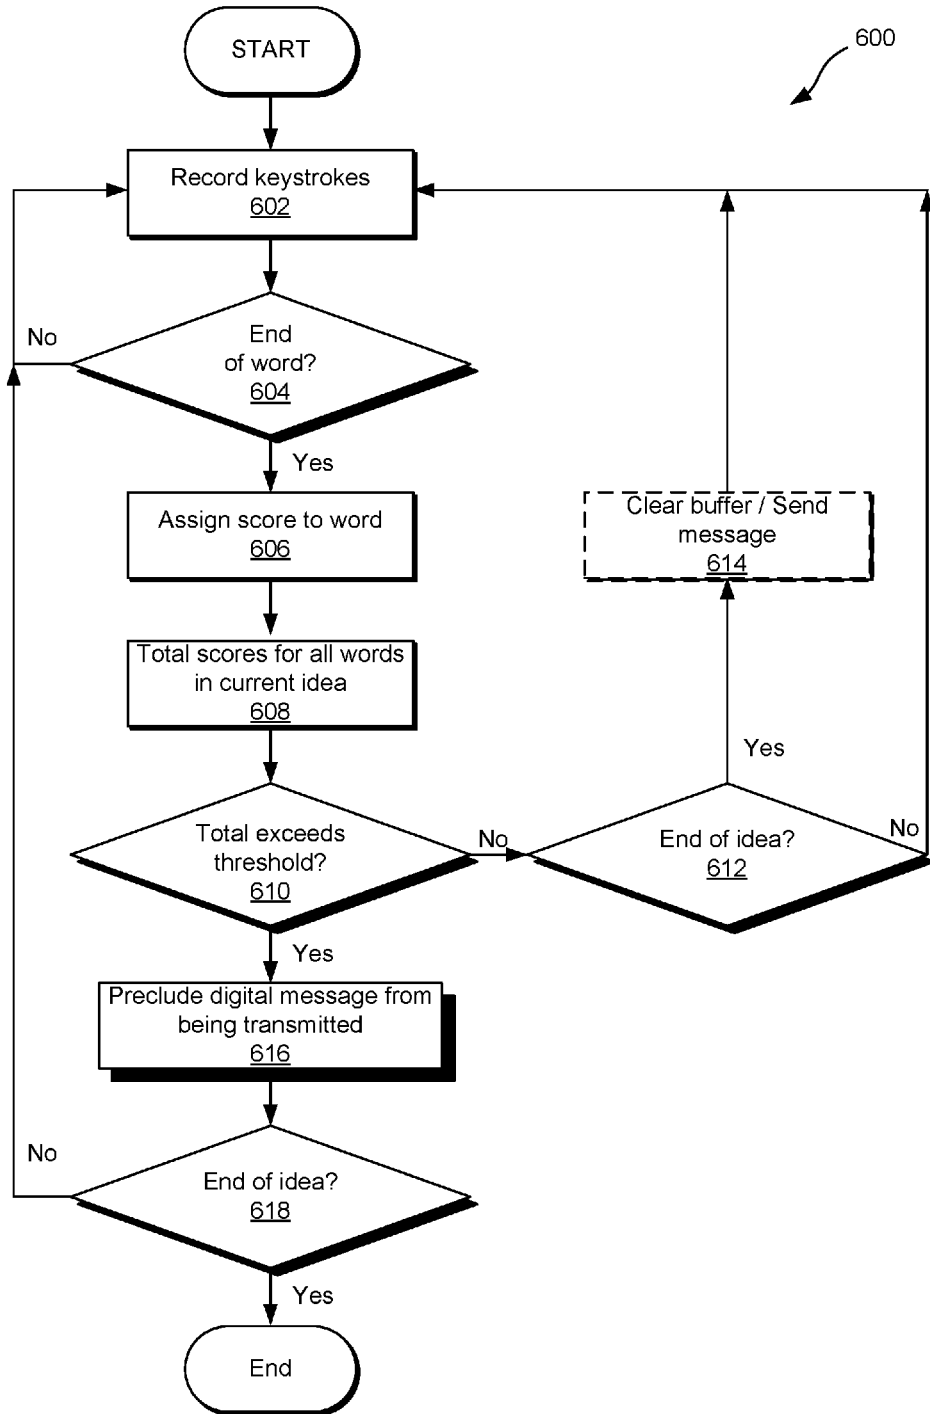 START
600
Record keystrokes
602
No
End
of word?
604
Yes
Assign score to word
606
Clear buffer / Send
message
614
Total scores for all words
in current idea
608
Yes
Total exceeds
threshold?
610
No
End of idea?
612
No
Yes
Preclude digital message from
being transmitted
616
No
End of idea?
618
Yes
End